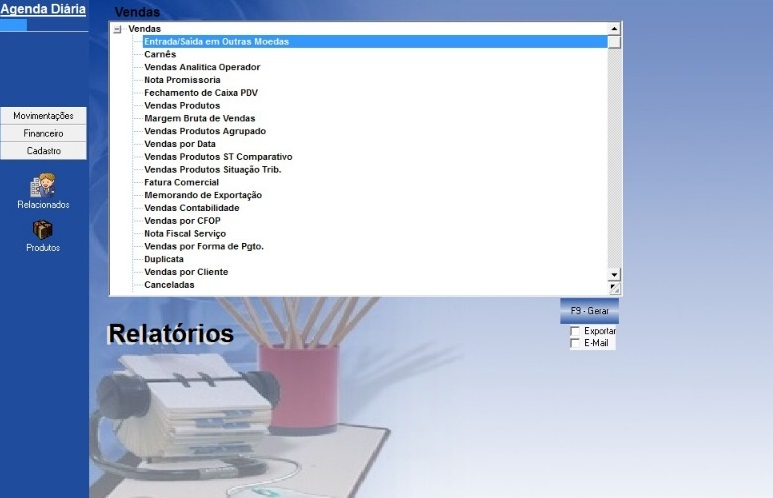 Agenda Diária
Vendas
Vendas
Entrada/Saída em Outras Moedas
Carnês
Vendas Analitica Operador
Nota Promissoria
Fechamento de Caixa PDV
Vendas Produtos
Margem Bruta de Vendas
Vendas Produtos Agrupado
Vendas por Data
Vendas Produtos ST Comparativo
Vendas Produtos Situação Trib.
Fatura Comercial
Memorando de Exportação
Vendas Contabilidade
Vendas por CFOP
Nota Fiscal Serviço
Vendas por Forma de Pgto.
Duplicata
Vendas por Cliente
Canceladas
Movimentações
Financeiro
Cadastro
Relacionados
Produtos
F9 - Gerar
Exportar
E-Mail
Relatórios